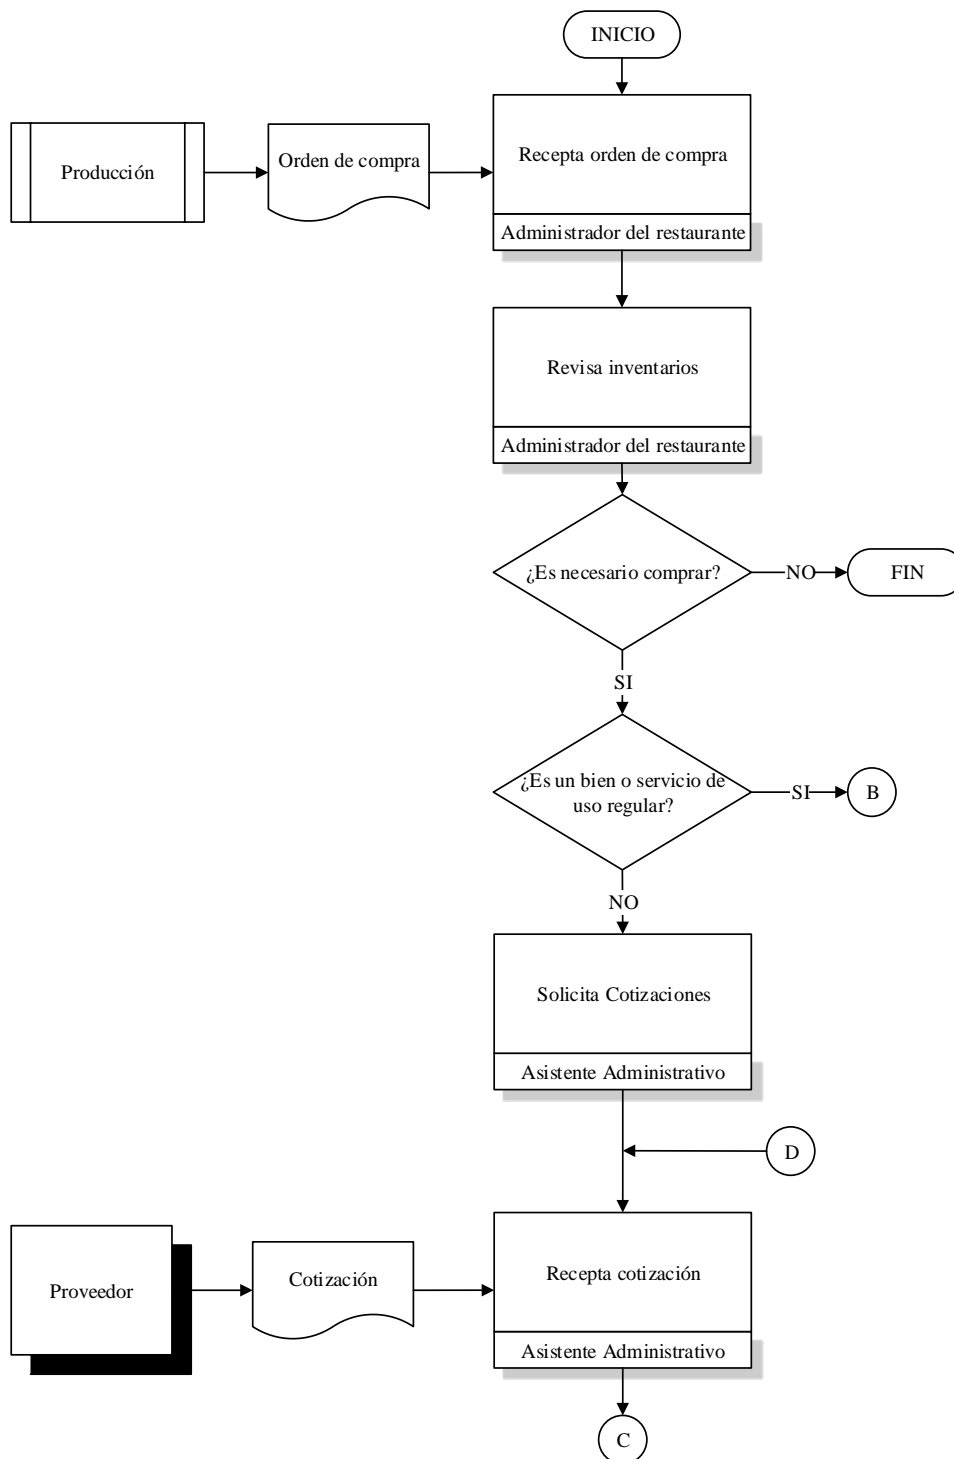 INICIO
Producción
Orden de compra
Recepta orden de compra
Administrador del restaurante
Revisa inventarios
Administrador del restaurante
¿Es necesario comprar?
NO
FIN
SI
¿Es un bien o servicio de
uso regular?
SI
B
NO
Solicita Cotizaciones
Asistente Administrativo
D
Proveedor
Cotización
Recepta cotización
Asistente Administrativo
C